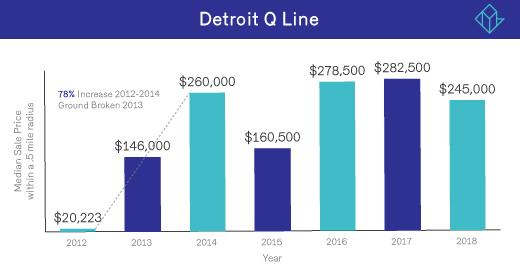 Detroit Q Line
78% Increase 2012-2014
Ground Broken 2013
Median Sale Price
within a .5 mile radius
$20,223
$146,000
$260,000
$160,500
$278,500
$282,500
$245,000
2012
2013
2014
2015
2016
2017
2018
Year